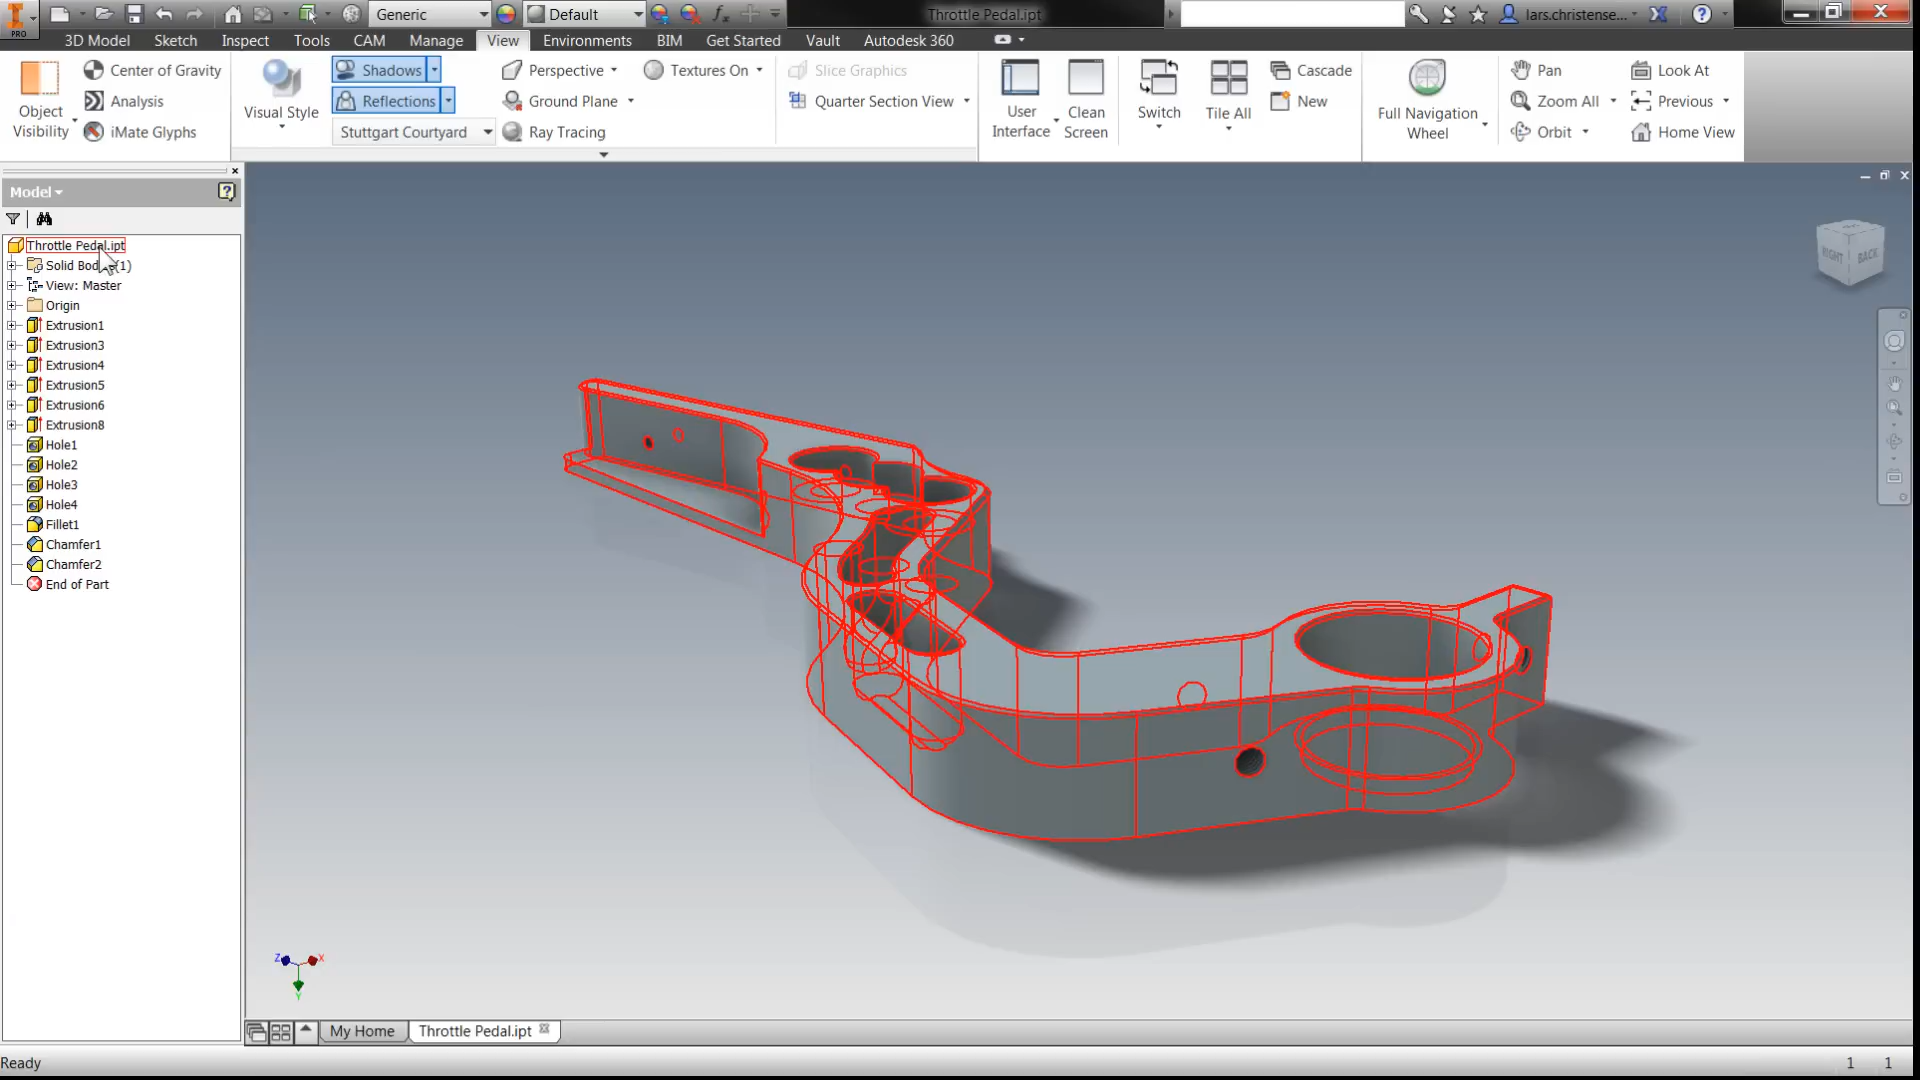 PRO
Generic
Default
Throttle Pedal.ipt
lars.christense...
3D Model Sketch Inspect Tools CAM Manage View Environments BIM Get Started Vault Autodesk 360
Object
Visibility
Center of Gravity
Analysis
iMate Glyphs
Visual Style
Shadows
Reflections
Stuttgart Courtyard
Perspective
Ground Plane
Ray Tracing
Textures On
Slice Graphics
Quarter Section View
User
Interface
Clean
Screen
Switch
Tile All
Cascade
New
Full Navigation
Wheel
Pan
Zoom All
Orbit
Look At
Previous
Home View
Model
Throttle Pedal.ipt
Solid Bod (1)
View: Master
Origin
Extrusion1
Extrusion3
Extrusion4
Extrusion5
Extrusion6
Extrusion8
Hole1
Hole2
Hole3
Hole4
Fillet1
Chamfer1
Chamfer2
End of Part
RIGHT BACK
Z X
Y
My Home Throttle Pedal.ipt
Ready 1 1